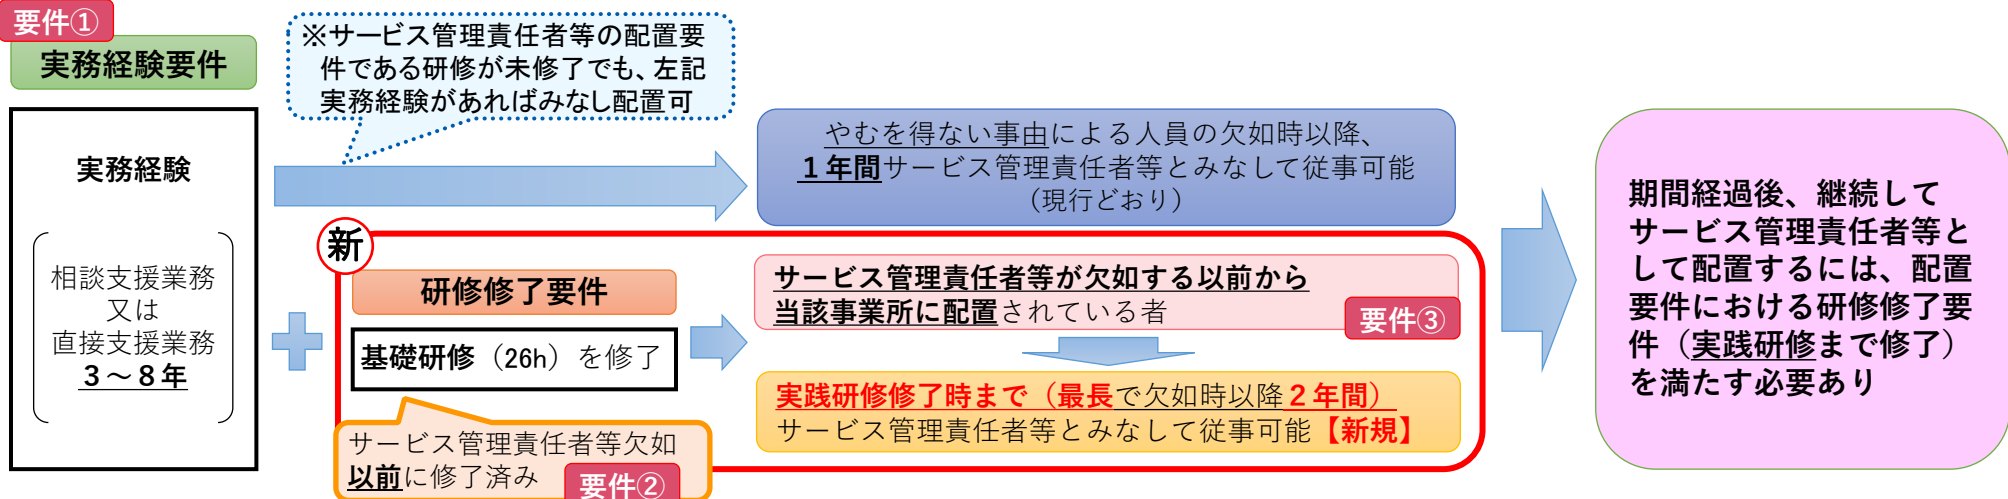 要件①
実務経験要件
実務経験
相談支援業務
又は
直接支援業務
３～８年
※サービス管理責任者等の配置要
件である研修が未修了でも、左記
実務経験があればみなし配置可
やむを得ない事由による人員の欠如時以降、
１年間サービス管理責任者等とみなして従事可能
（現行どおり）
新
研修修了要件
基礎研修（26h）を修了
サービス管理責任者等欠如
以前に修了済み
要件②
サービス管理責任者等が欠如する以前から
当該事業所に配置されている者
要件③
実践研修修了時まで（最長で欠如時以降２年間）
サービス管理責任者等とみなして従事可能【新規】
期間経過後、継続して
サービス管理責任者等と
して配置するには、配置
要件における研修修了要
件（実践研修まで修了）
を満たす必要あり